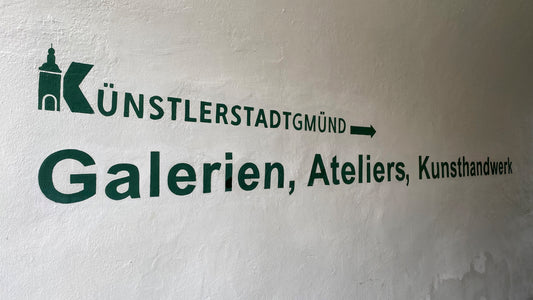 KÜNSTLERSTADTGMÜND
Galerien, Ateliers, Kunsthandwerk